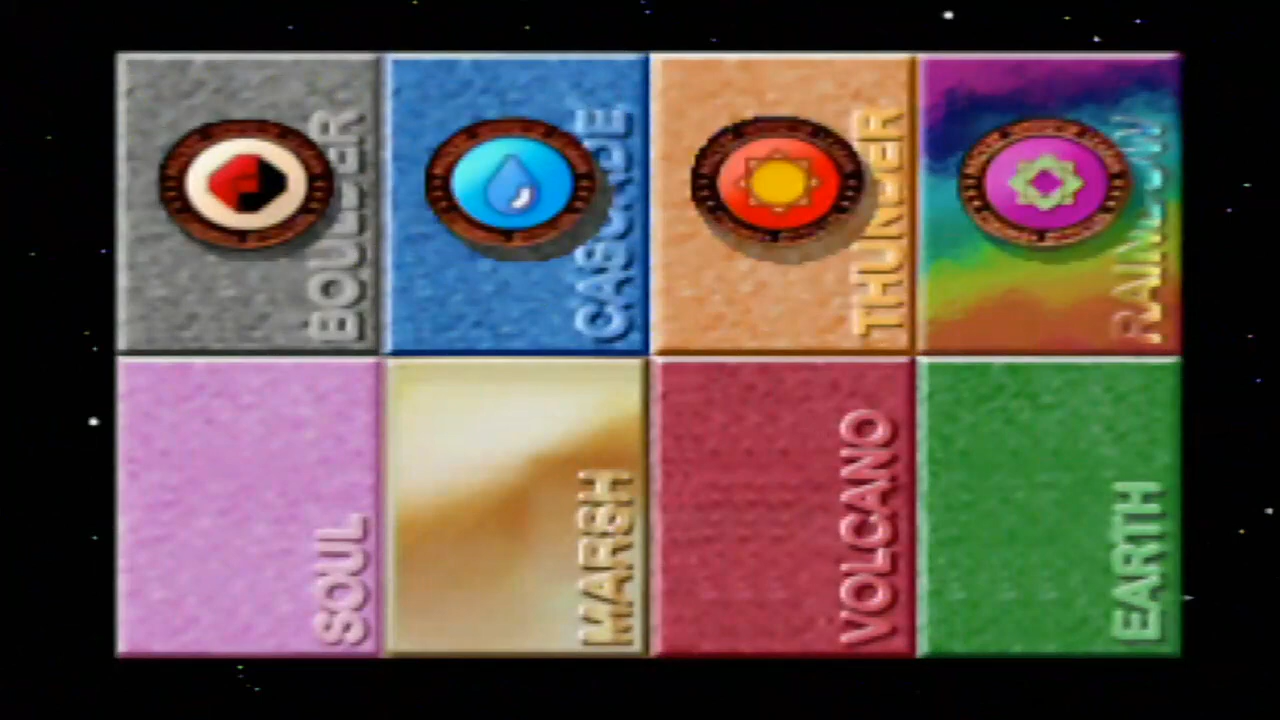 BOULDER
CASCADE
THUNDER
RAINBOW
SOUL
MARSH
VOLCANO
EARTH